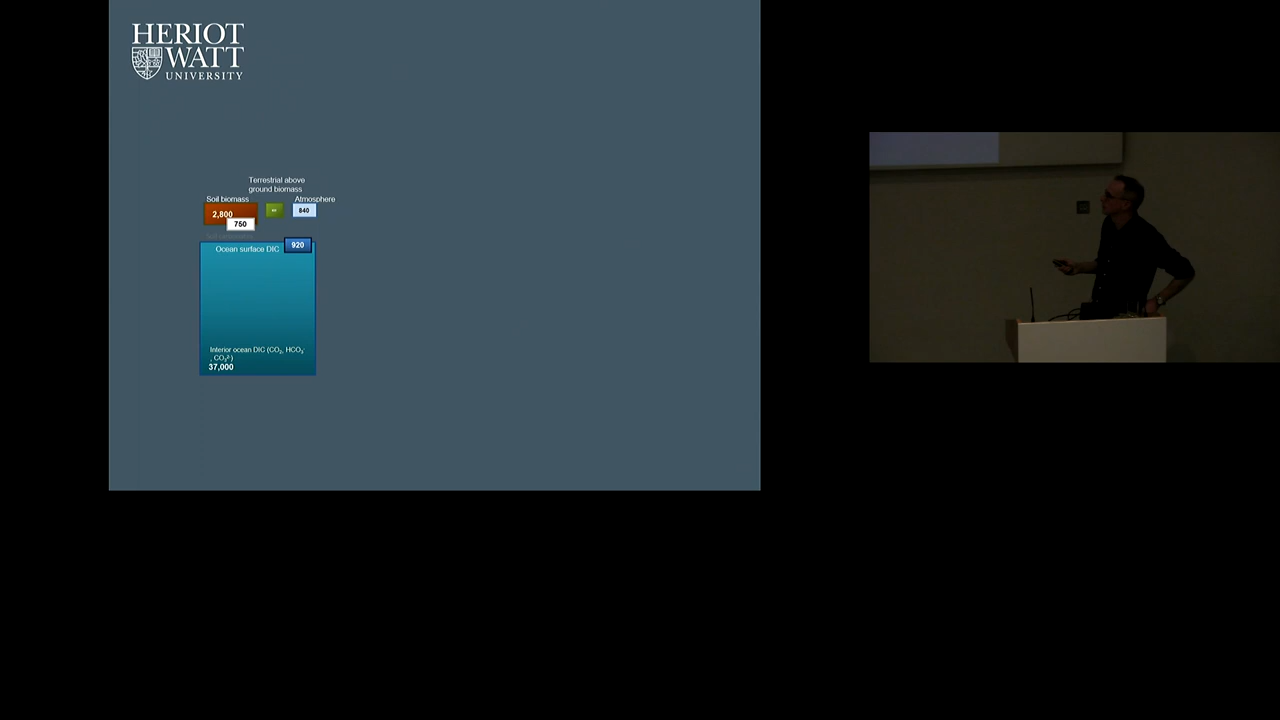 HERIOT
WATT
UNIVERSITY
Terrestrial above
ground biomass
Soil biomass
Atmosphere
2,800
840
750
Ocean surface DIC
920
Interior ocean DIC (CO₂, HCO₃⁻
, CO₃²⁻)
37,000